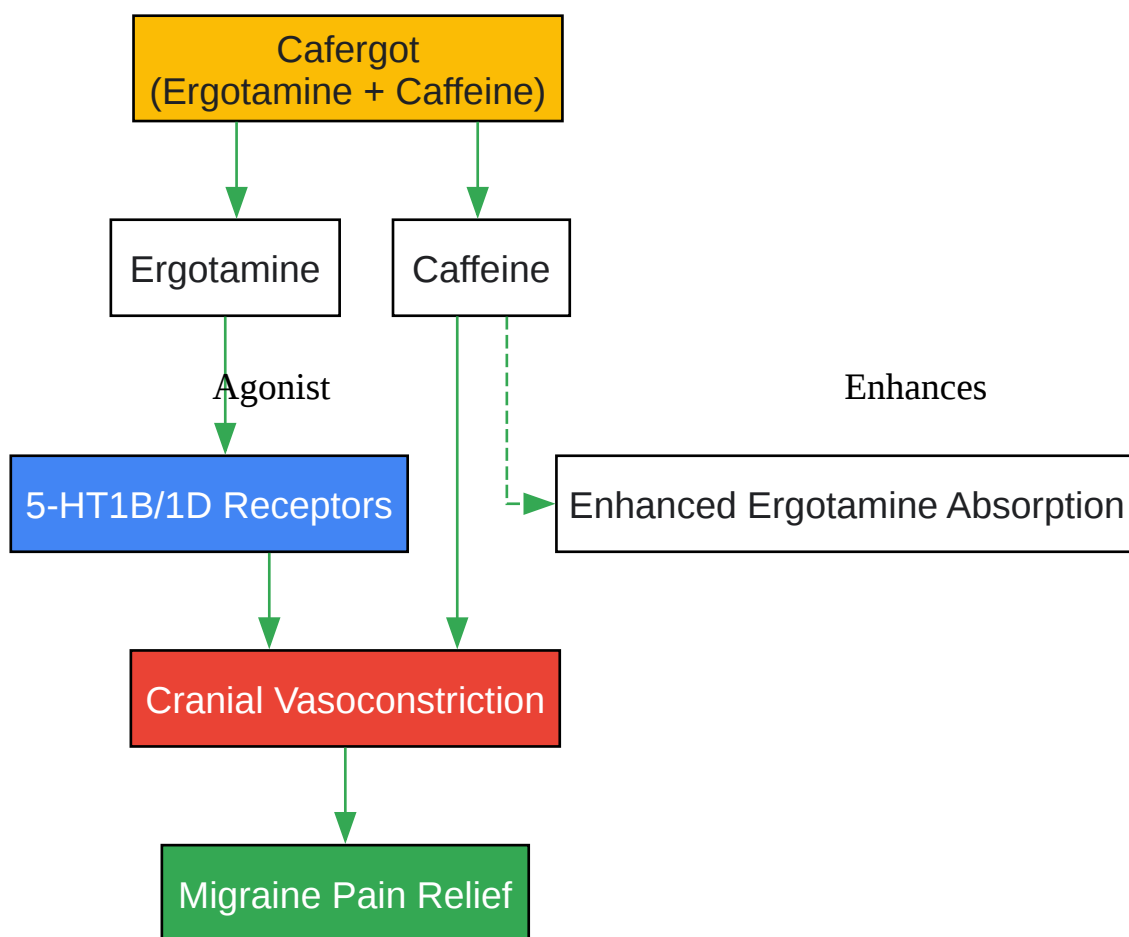 Cafergot
(Ergotamine + Caffeine)
Ergotamine
Caffeine
Agonist
Enhances
5-HT1B/1D Receptors
Enhanced Ergotamine Absorption
Cranial Vasoconstriction
Migraine Pain Relief